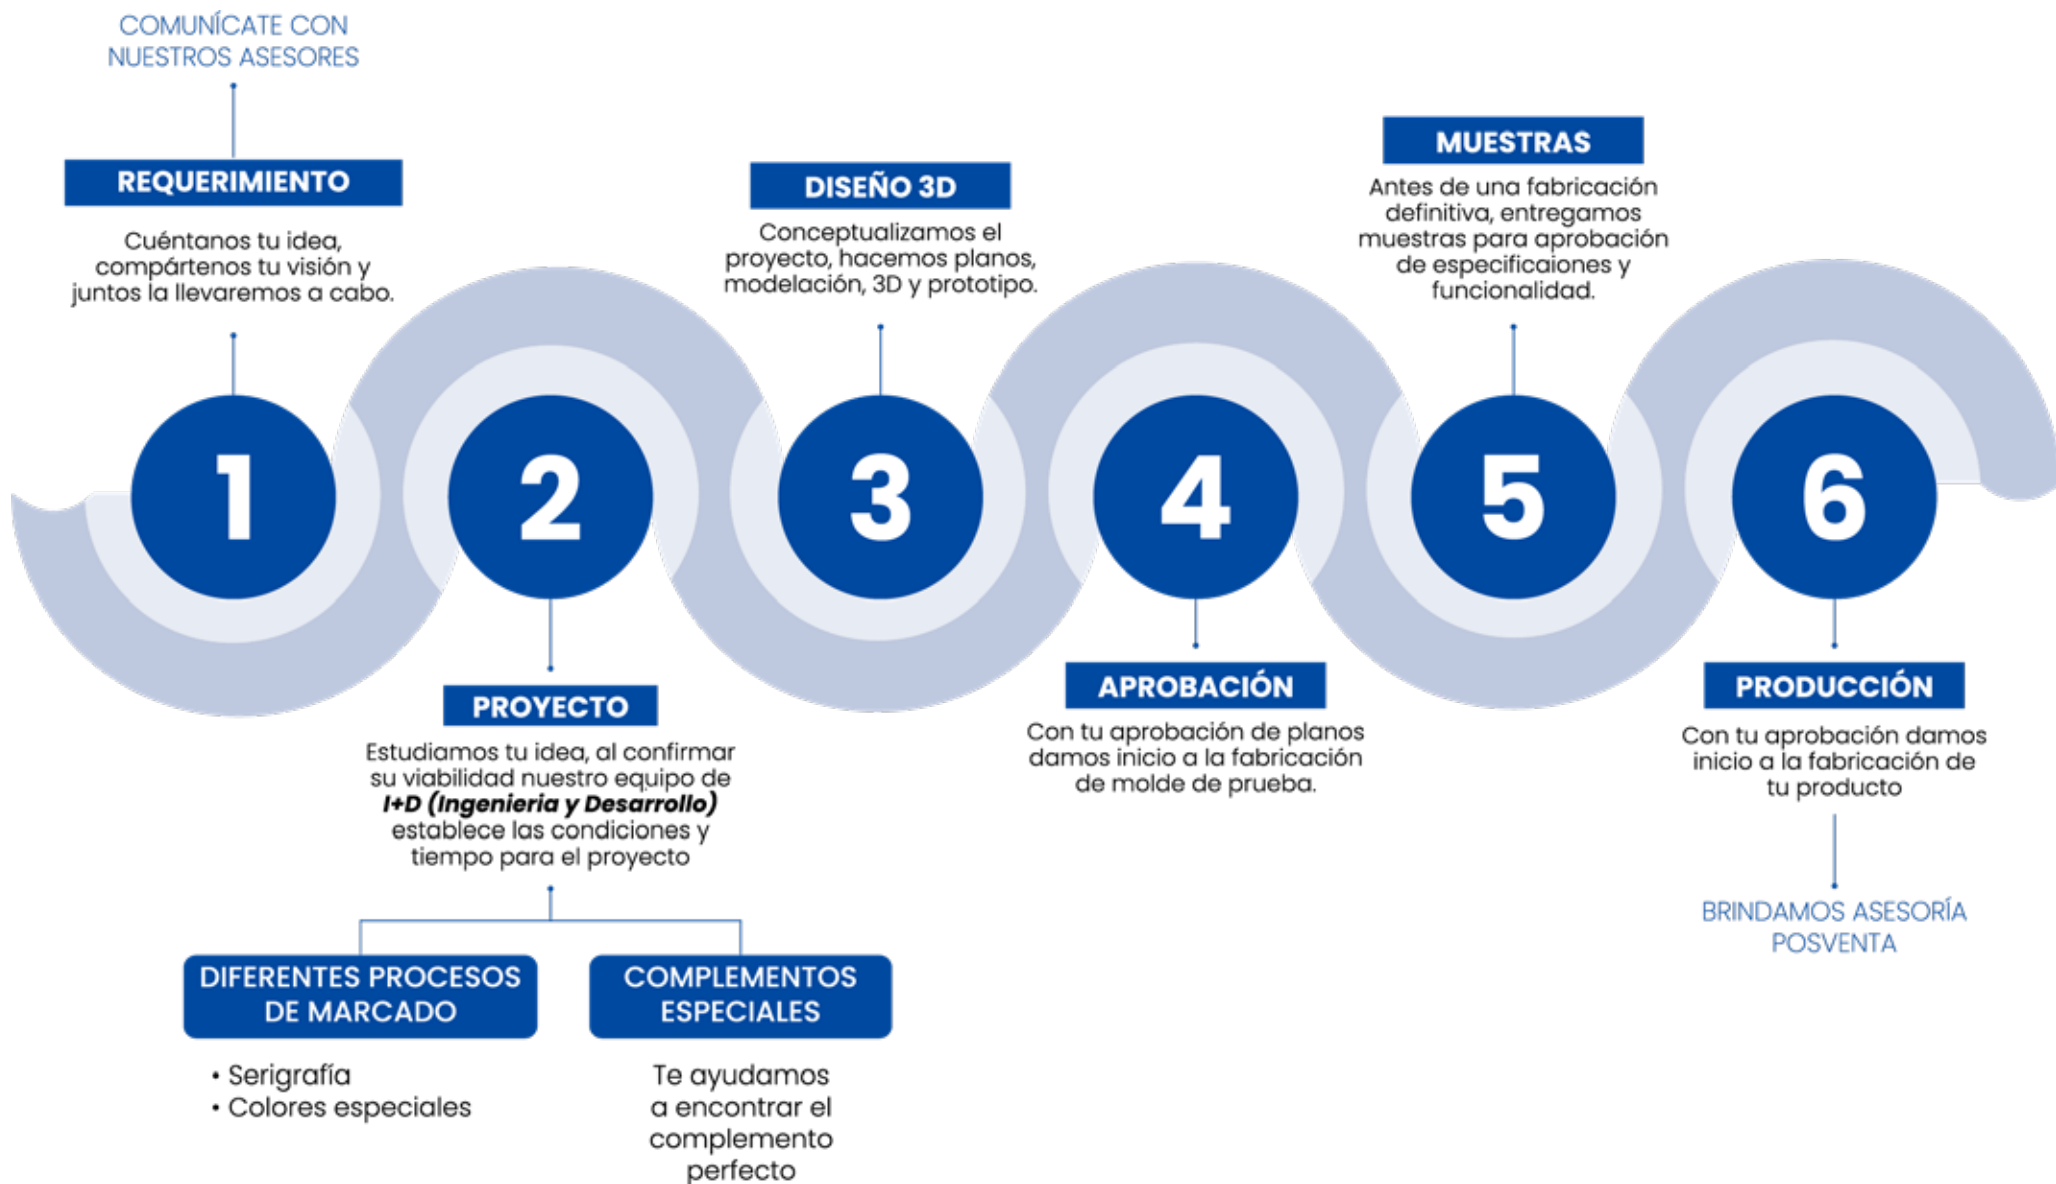 COMUNÍCATE CON
NUESTROS ASESORES
REQUERIMIENTO
Cuéntanos tu idea,
compártenos tu visión y
juntos la llevaremos a cabo.
1
2
PROYECTO
Estudiamos tu idea, al confirmar
su viabilidad nuestro equipo de
I+D (Ingenieria y Desarrollo)
establece las condiciones y
tiempo para el proyecto
DIFERENTES PROCESOS
DE MARCADO
• Serigrafía
• Colores especiales
COMPLEMENTOS
ESPECIALES
Te ayudamos
a encontrar el
complemento
perfecto
DISEÑO 3D
Conceptualizamos el
proyecto, hacemos planos,
modelación, 3D y prototipo.
3
4
APROBACIÓN
Con tu aprobación de planos
damos inicio a la fabricación
de molde de prueba.
MUESTRAS
Antes de una fabricación
definitiva, entregamos
muestras para aprobación
de especificaiones y
funcionalidad.
5
6
PRODUCCIÓN
Con tu aprobación damos
inicio a la fabricación de
tu producto
BRINDAMOS ASESORÍA
POSVENTA